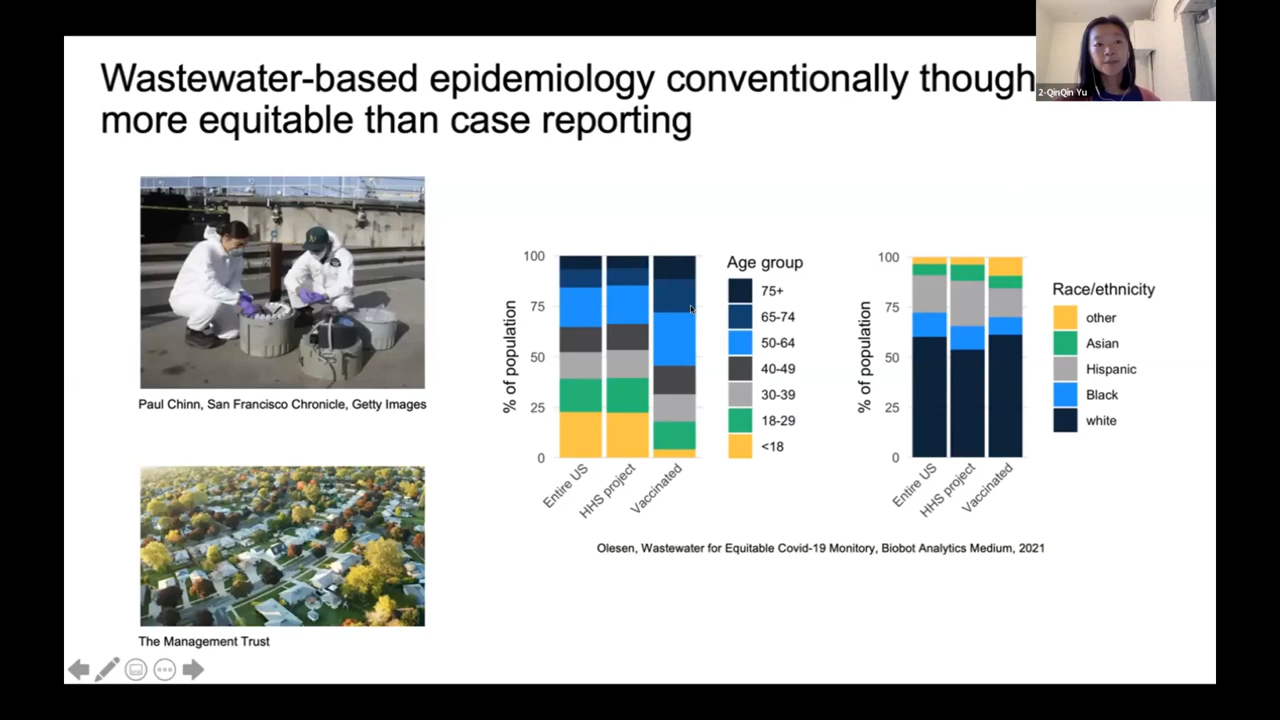 Wastewater-based epidemiology conventionally though
more equitable than case reporting
2-QinQin Yu
Paul Chinn, San Francisco Chronicle, Getty Images
The Management Trust
% of population
100
75
50
25
0
Entire US
HHS project
Vaccinated
Age group
75+
65-74
50-64
40-49
30-39
18-29
<18
% of population
100
75
50
25
0
Entire US
HHS project
Vaccinated
Race/ethnicity
other
Asian
Hispanic
Black
white
Olesen, Wastewater for Equitable Covid-19 Monitory, Biobot Analytics Medium, 2021